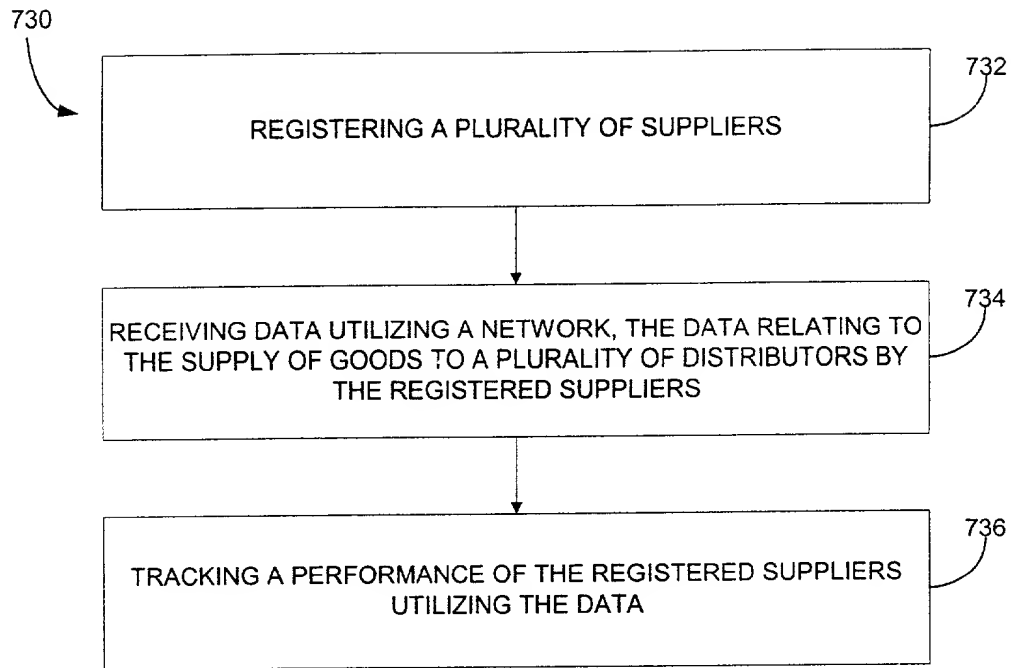 730
732
REGISTERING A PLURALITY OF SUPPLIERS
734
RECEIVING DATA UTILIZING A NETWORK, THE DATA RELATING TO
THE SUPPLY OF GOODS TO A PLURALITY OF DISTRIBUTORS BY
THE REGISTERED SUPPLIERS
736
TRACKING A PERFORMANCE OF THE REGISTERED SUPPLIERS
UTILIZING THE DATA